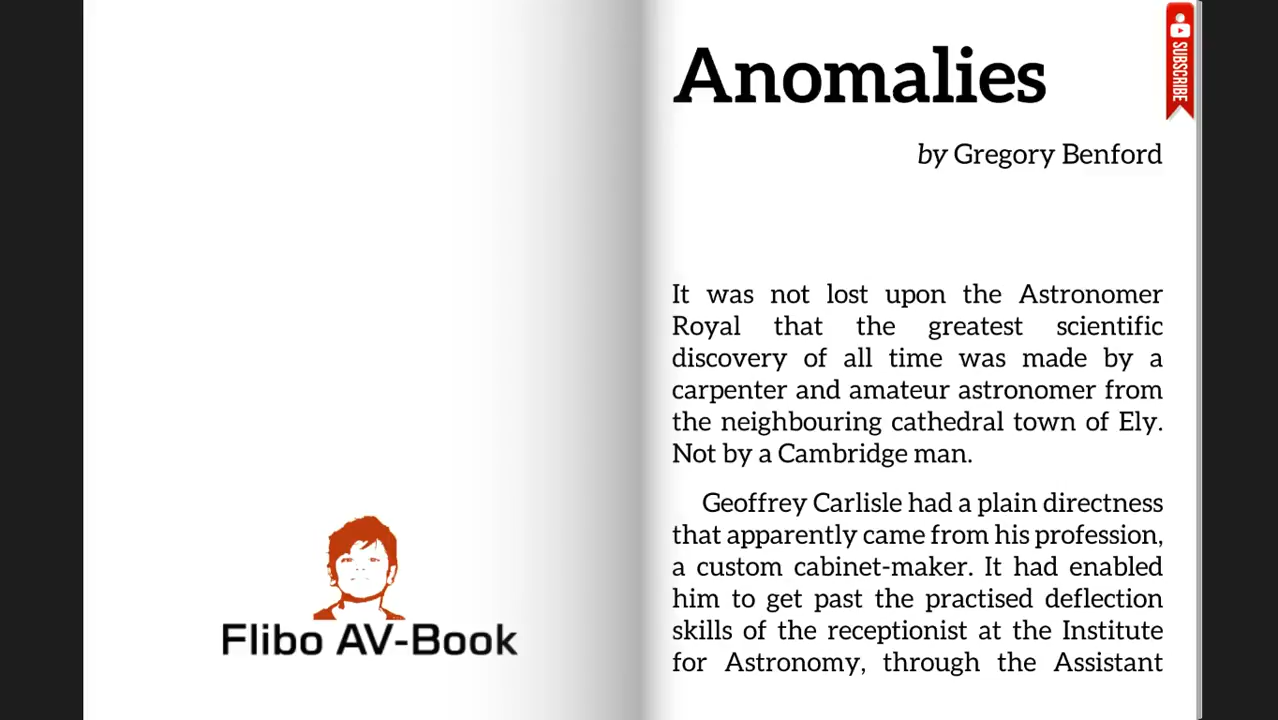 Flibo AV-Book
Anomalies
by Gregory Benford
SUBSCRIBE
It was not lost upon the Astronomer
Royal that the greatest scientific
discovery of all time was made by a
carpenter and amateur astronomer from
the neighbouring cathedral town of Ely.
Not by a Cambridge man.
Geoffrey Carlisle had a plain directness
that apparently came from his profession,
a custom cabinet-maker. It had enabled
him to get past the practised deflection
skills of the receptionist at the Institute
for Astronomy, through the Assistant